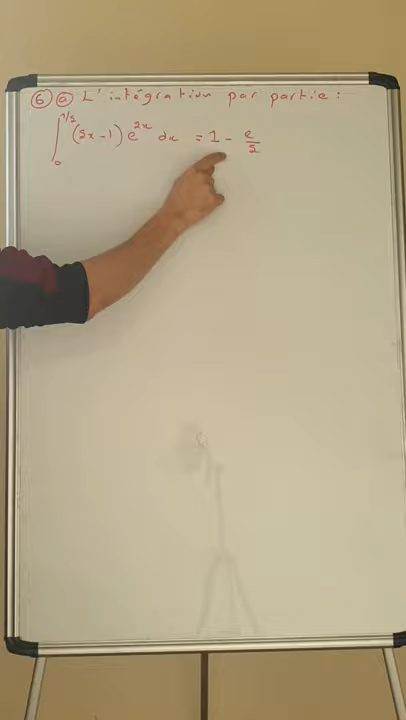 6 a L'intégration par partie :
∫₀^{1/2} (2x-1) e^{2x} dx = 1 - e/2